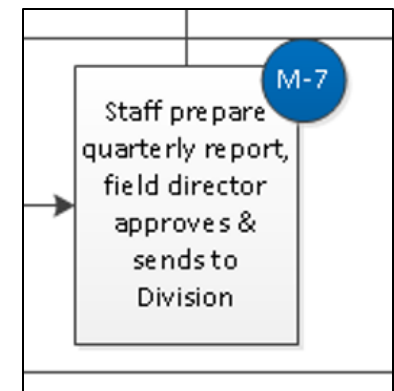 M-7
Staff prepare
quarterly report,
field director
approves &
sends to
Division